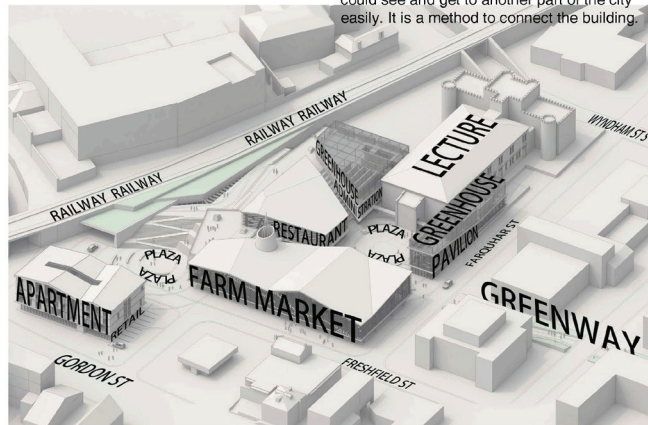 could see and get to another part of the city
easily. It is a method to connect the building.
RAILWAY RAILWAY
WYNDHAM ST S
LECTURE
GREENHOUSE
ADMINISTRATION
RAILWAY RAILWAY
GREENHOUSE
PAVILION
RESTAURANT
PLAZA
PLAZA
FARQUHAR ST
PLAZA
PLAZA
FARM MARKET
APARTMENT
RETAIL
GREENWAY
GORDON ST
FRESHFIELD ST